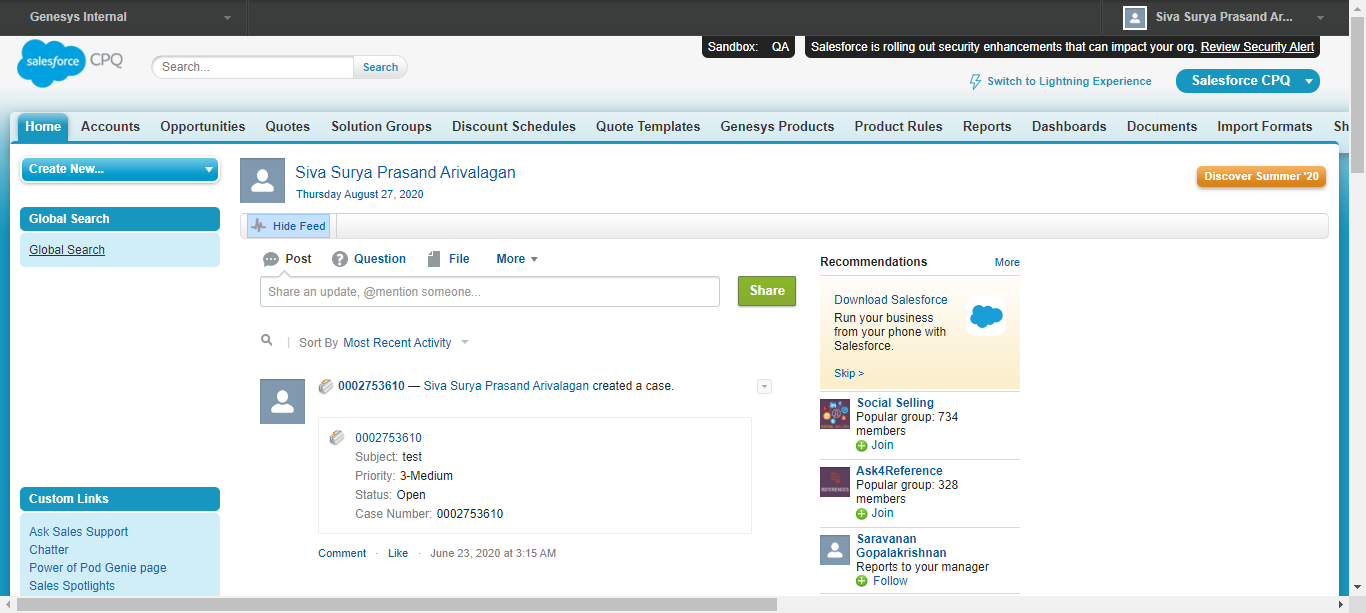 Genesys Internal
Siva Surya Prasand Ar...
salesforce CPQ
Search...
Search
Sandbox: QA
Salesforce is rolling out security enhancements that can impact your org. Review Security Alert
Switch to Lightning Experience
Salesforce CPQ
Home Accounts Opportunities Quotes Solution Groups Discount Schedules Quote Templates Genesys Products Product Rules Reports Dashboards Documents Import Formats Sh
Create New...
Global Search
Global Search
Custom Links
Ask Sales Support
Chatter
Power of Pod Genie page
Sales Spotlights
Siva Surya Prasand Arivalagan
Thursday August 27, 2020
Discover Summer '20
Hide Feed
Post Question File More
Share an update, @mention someone...
Share
Sort By Most Recent Activity
0002753610 — Siva Surya Prasand Arivalagan created a case.
0002753610
Subject: test
Priority: 3-Medium
Status: Open
Case Number: 0002753610
Comment · Like · June 23, 2020 at 3:15 AM
Recommendations More
Download Salesforce
Run your business
from your phone with
Salesforce.
Skip >
Social Selling
Popular group: 734
members
Join
Ask4Reference
Popular group: 328
members
Join
Saravanan
Gopalakrishnan
Reports to your manager
Follow